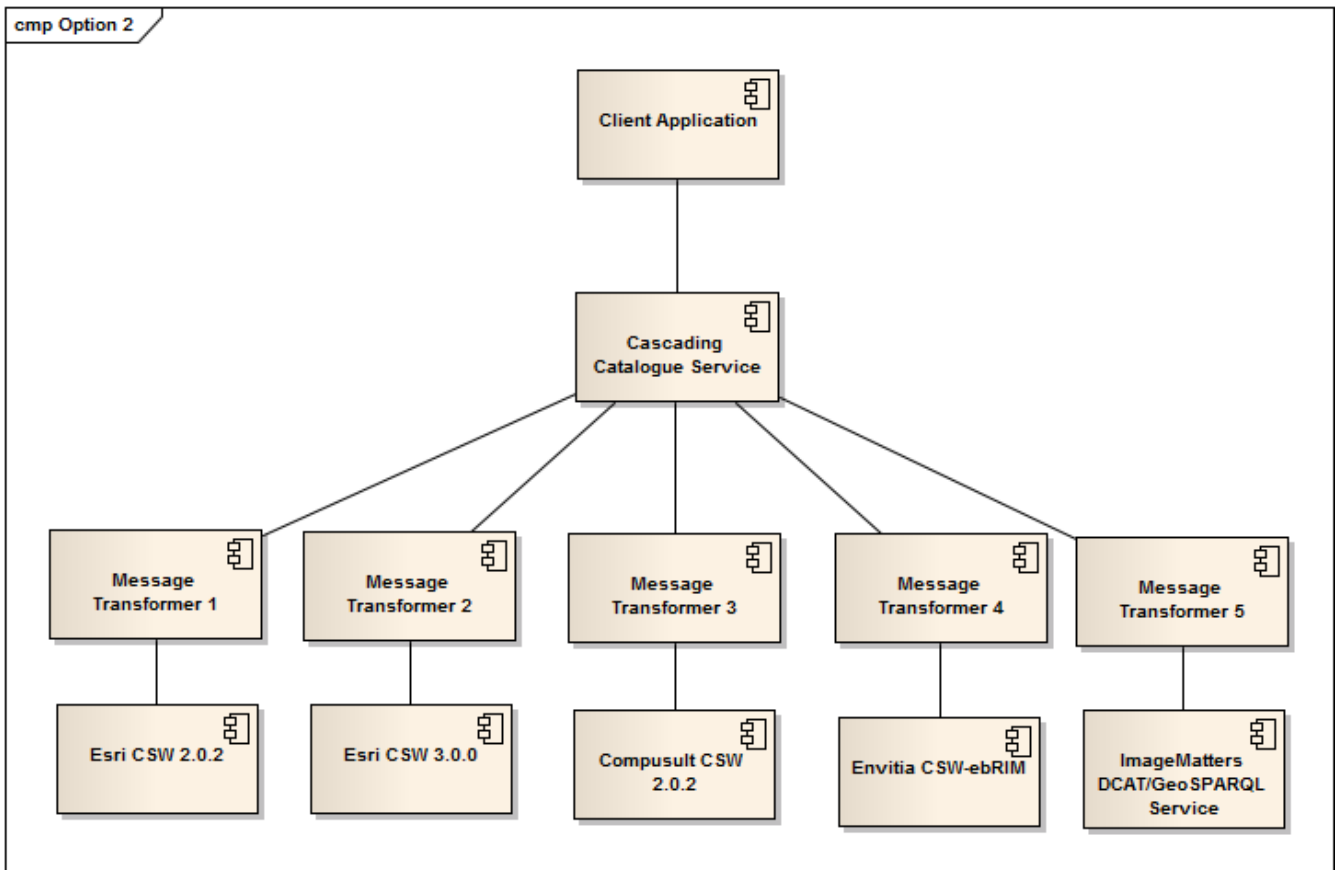 cmp Option 2
Client Application
Cascading
Catalogue Service
Message
Transformer 1
Message
Transformer 2
Message
Transformer 3
Message
Transformer 4
Message
Transformer 5
Esri CSW 2.0.2
Esri CSW 3.0.0
Compusult CSW
2.0.2
Envitia CSW-ebRIM
ImageMatters
DCAT/GeoSPARQL
Service